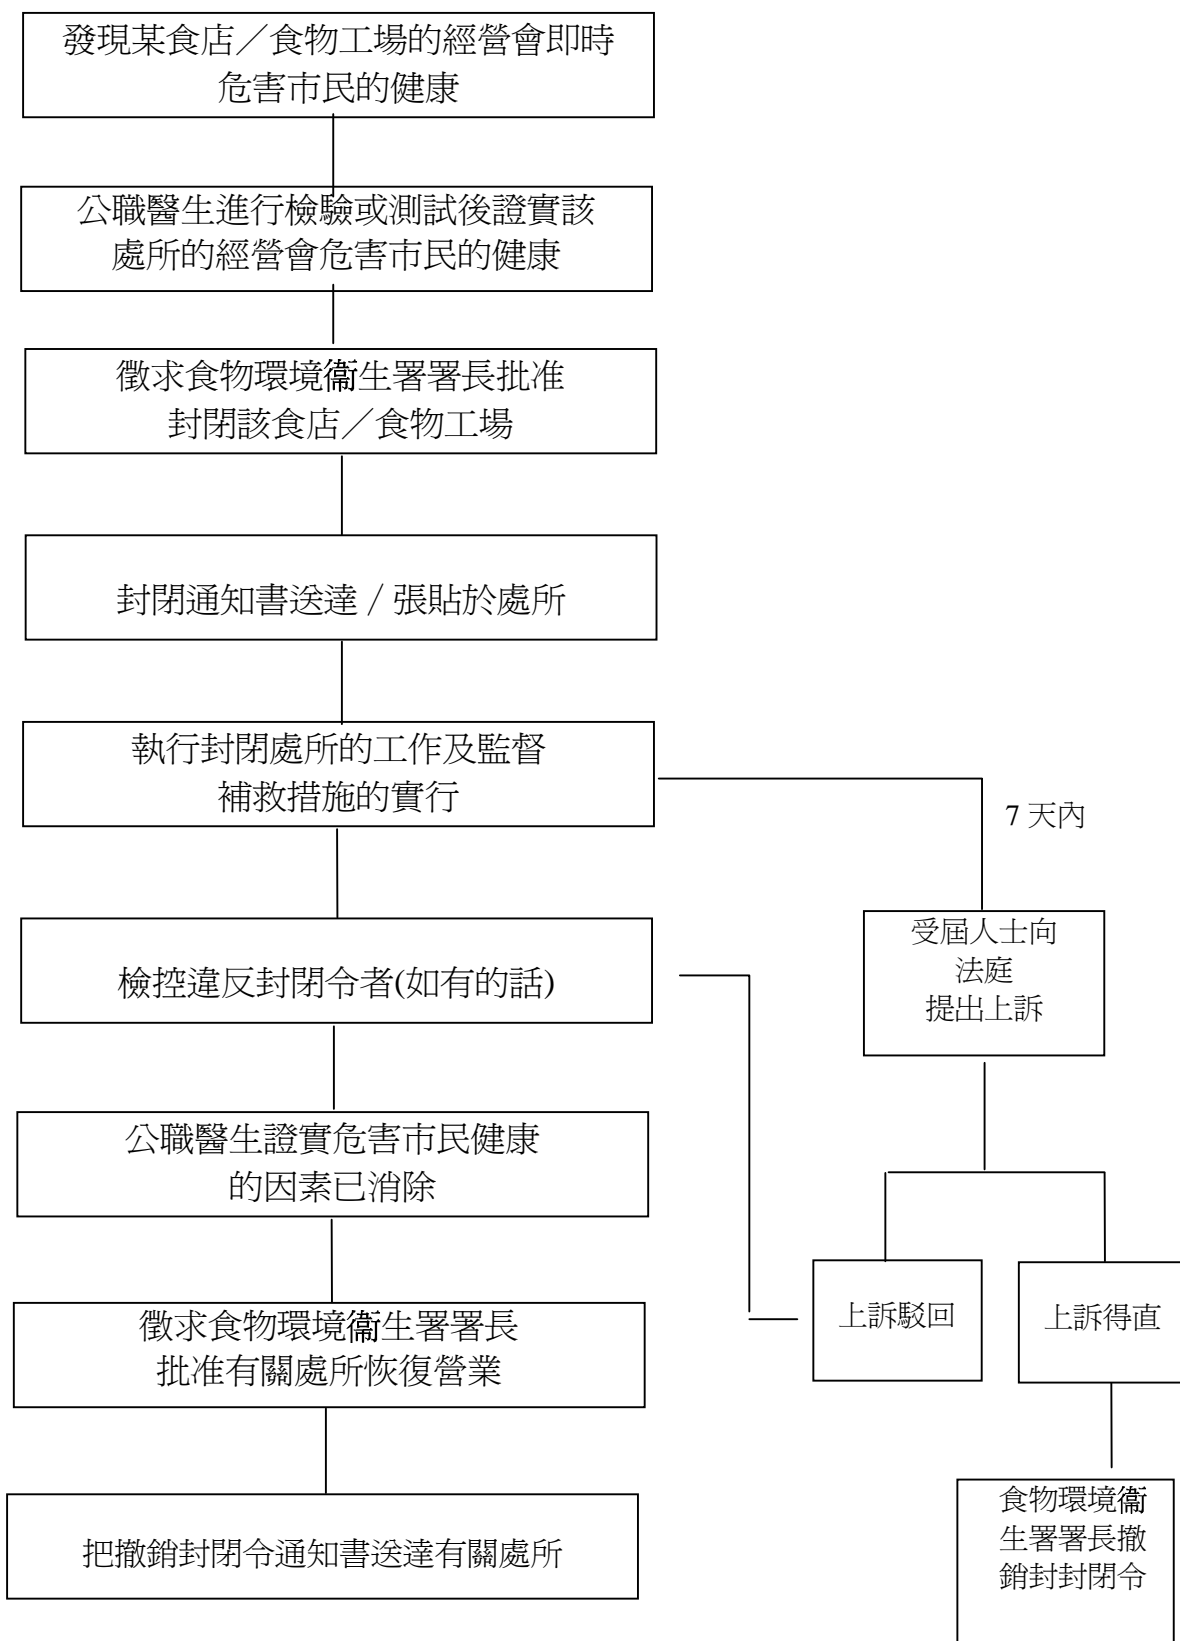 發現某食店／食物工場的經營會即時
危害市民的健康
公職醫生進行檢驗或測試後證實該
處所的經營會危害市民的健康
徵求食物環境衞生署署長批准
封閉該食店／食物工場
封閉通知書送達 / 張貼於處所
執行封閉處所的工作及監督
補救措施的實行
7 天內
受屈人士向
法庭
提出上訴
檢控違反封閉令者(如有的話)
公職醫生證實危害市民健康
的因素已消除
上訴駁回
上訴得直
徵求食物環境衞生署署長
批准有關處所恢復營業
把撤銷封閉令通知書送達有關處所
食物環境衞
生署署長撤
銷封封閉令